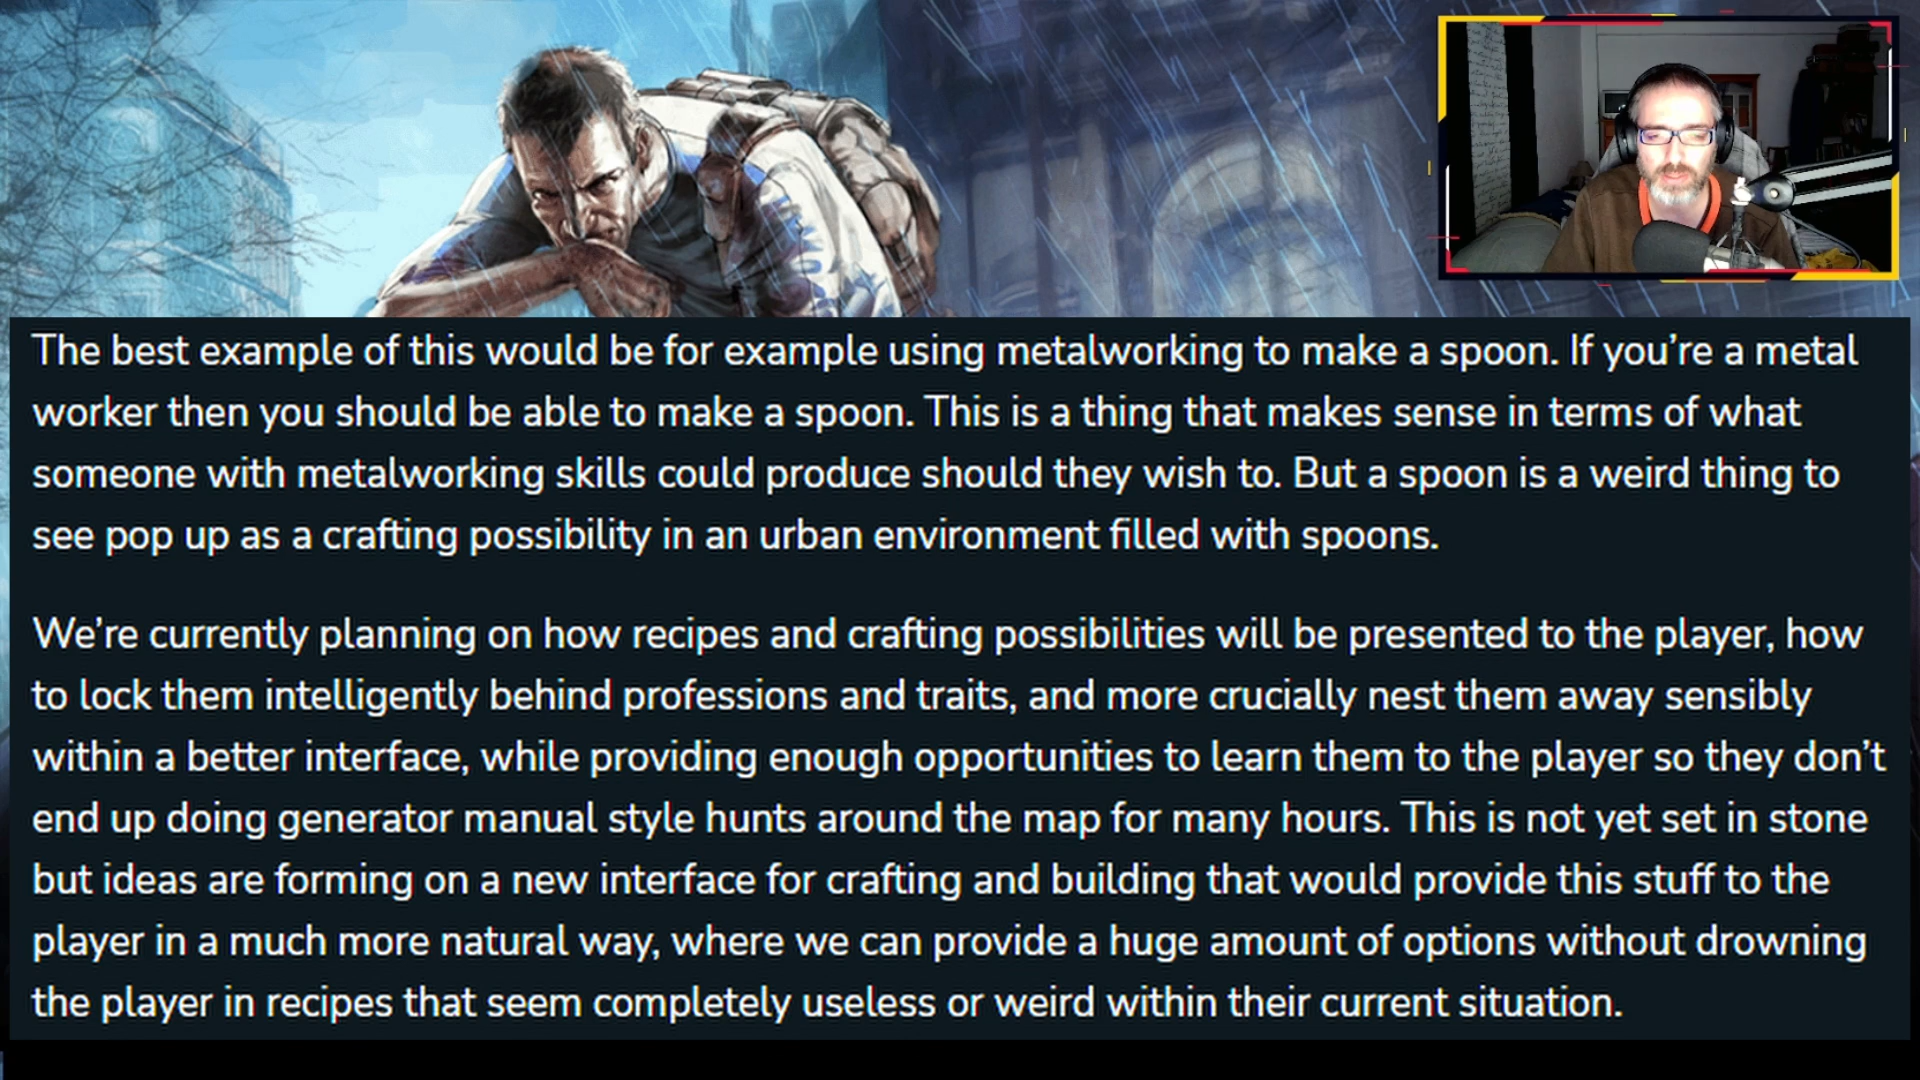 The best example of this would be for example using metalworking to make a spoon. If you’re a metal
worker then you should be able to make a spoon. This is a thing that makes sense in terms of what
someone with metalworking skills could produce should they wish to. But a spoon is a weird thing to
see pop up as a crafting possibility in an urban environment filled with spoons.
We’re currently planning on how recipes and crafting possibilities will be presented to the player, how
to lock them intelligently behind professions and traits, and more crucially nest them away sensibly
within a better interface, while providing enough opportunities to learn them to the player so they don’t
end up doing generator manual style hunts around the map for many hours. This is not yet set in stone
but ideas are forming on a new interface for crafting and building that would provide this stuff to the
player in a much more natural way, where we can provide a huge amount of options without drowning
the player in recipes that seem completely useless or weird within their current situation.